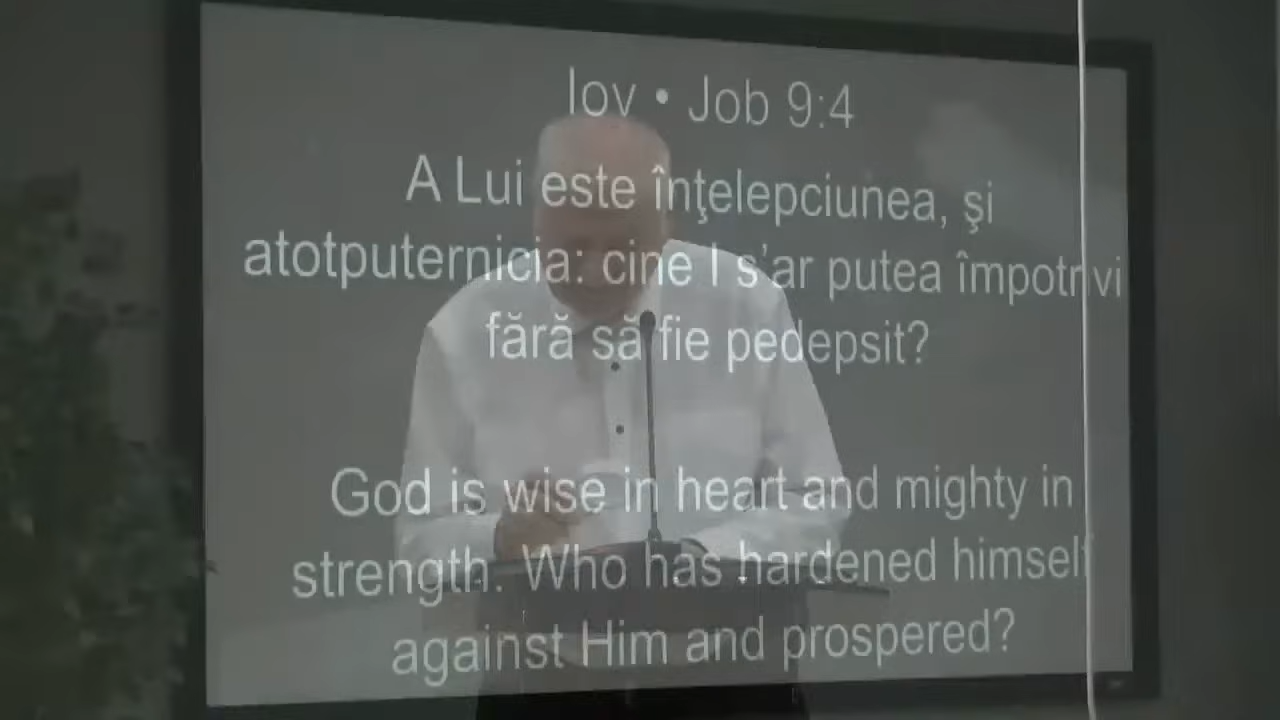 Iov • Job 9:4
A Lui este înţelepciunea, şi
atotputernicia: cine I s'ar putea împotrivi
fără să fie pedepsit?
God is wise in heart and mighty in
strength. Who has hardened himself
against Him and prospered?